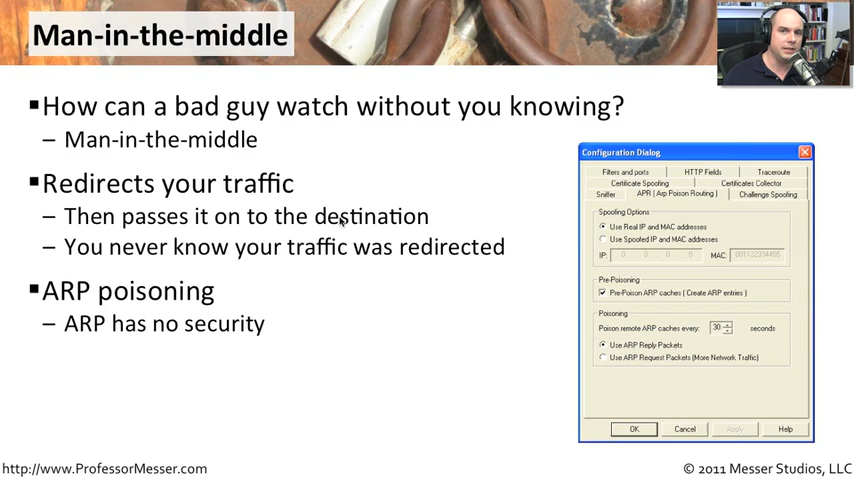 Man-in-the-middle
▪How can a bad guy watch without you knowing?
– Man-in-the-middle
▪Redirects your traffic
– Then passes it on to the destination
– You never know your traffic was redirected
▪ARP poisoning
– ARP has no security
Configuration Dialog
Filters and ports HTTP Fields Traceroute
Certificate Spoofing Certificates Collector
Sniffer APR ( Arp Poison Routing ) Challenge Spoofing
Spoofing Options
Use Real IP and MAC addresses
Use Spoofed IP and MAC addresses
IP: 0 . 0 . 0 . 0 MAC: 001122334455
Pre-Poisoning
Pre-Poison ARP caches ( Create ARP entries )
Poisoning
Poison remote ARP caches every: 30 seconds
Use ARP Reply Packets
Use ARP Request Packets (More Network Traffic)
OK Cancel Apply Help
http://www.ProfessorMesser.com
© 2011 Messer Studios, LLC